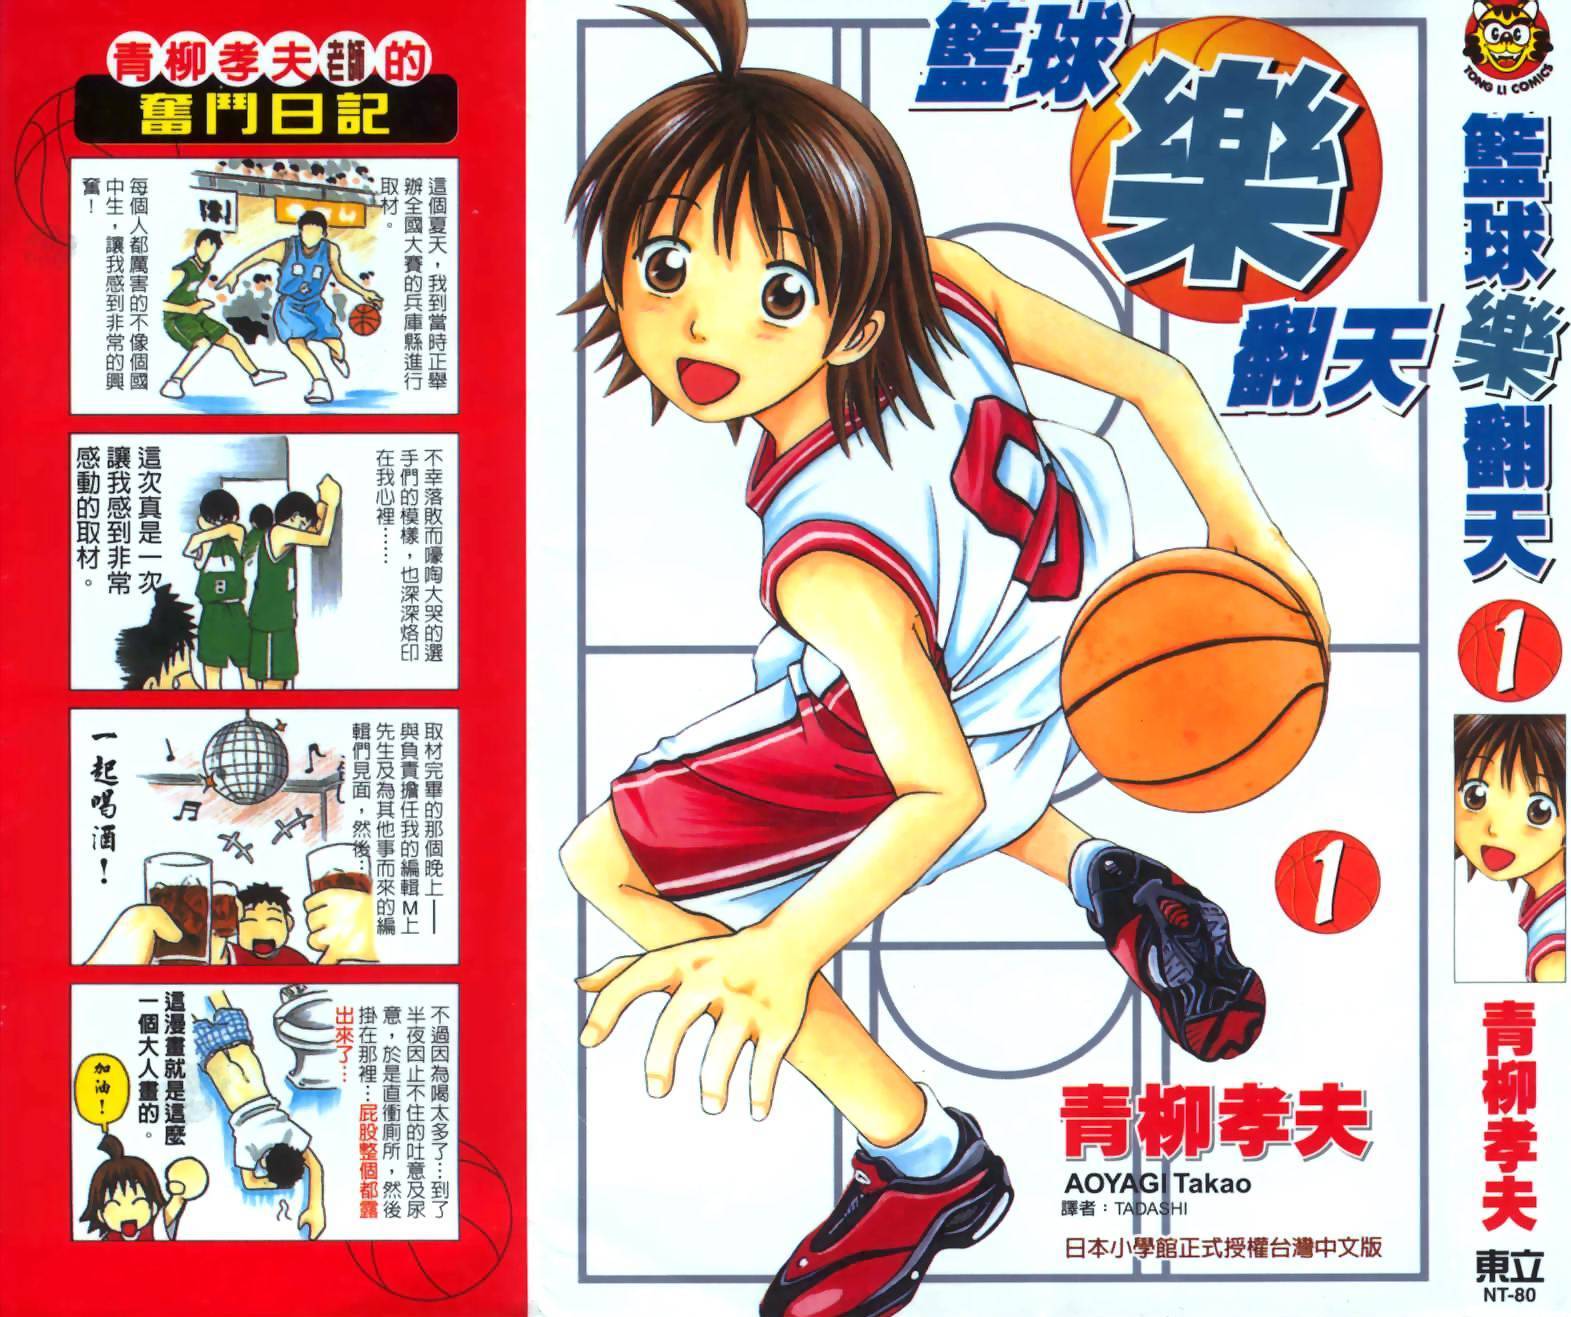 青柳孝夫老師的
奮鬥日記
這個夏天，我到當時正舉
辦全國大賽的兵庫縣進行
取材。
每個人都厲害的不像個國
中生，讓我感到非常的興
奮！
不幸落敗而嚎啕大哭的選
手們的模樣，也深深烙印
在我心裡……
這次真是一次
讓我感到非常
感動的取材。
取材完畢的那個晚上——
與負責擔任我的編輯M上
先生及為其他事而來的編
輯們見面，然後…
一起喝酒！
不過因為喝太多了…到了
半夜因止不住的吐意及尿
意，於是直衝廁所，然後
掛在那裡…屁股整個都露
出來了…
這漫畫就是這麼
一個大人畫的。
加油！
籃球
樂
翻天
1
青柳孝夫
AOYAGI Takao
譯者：TADASHI
日本小學館正式授權台灣中文版
TONG LI COMICS
籃球樂翻天
1
青柳孝夫
東立
NT-80